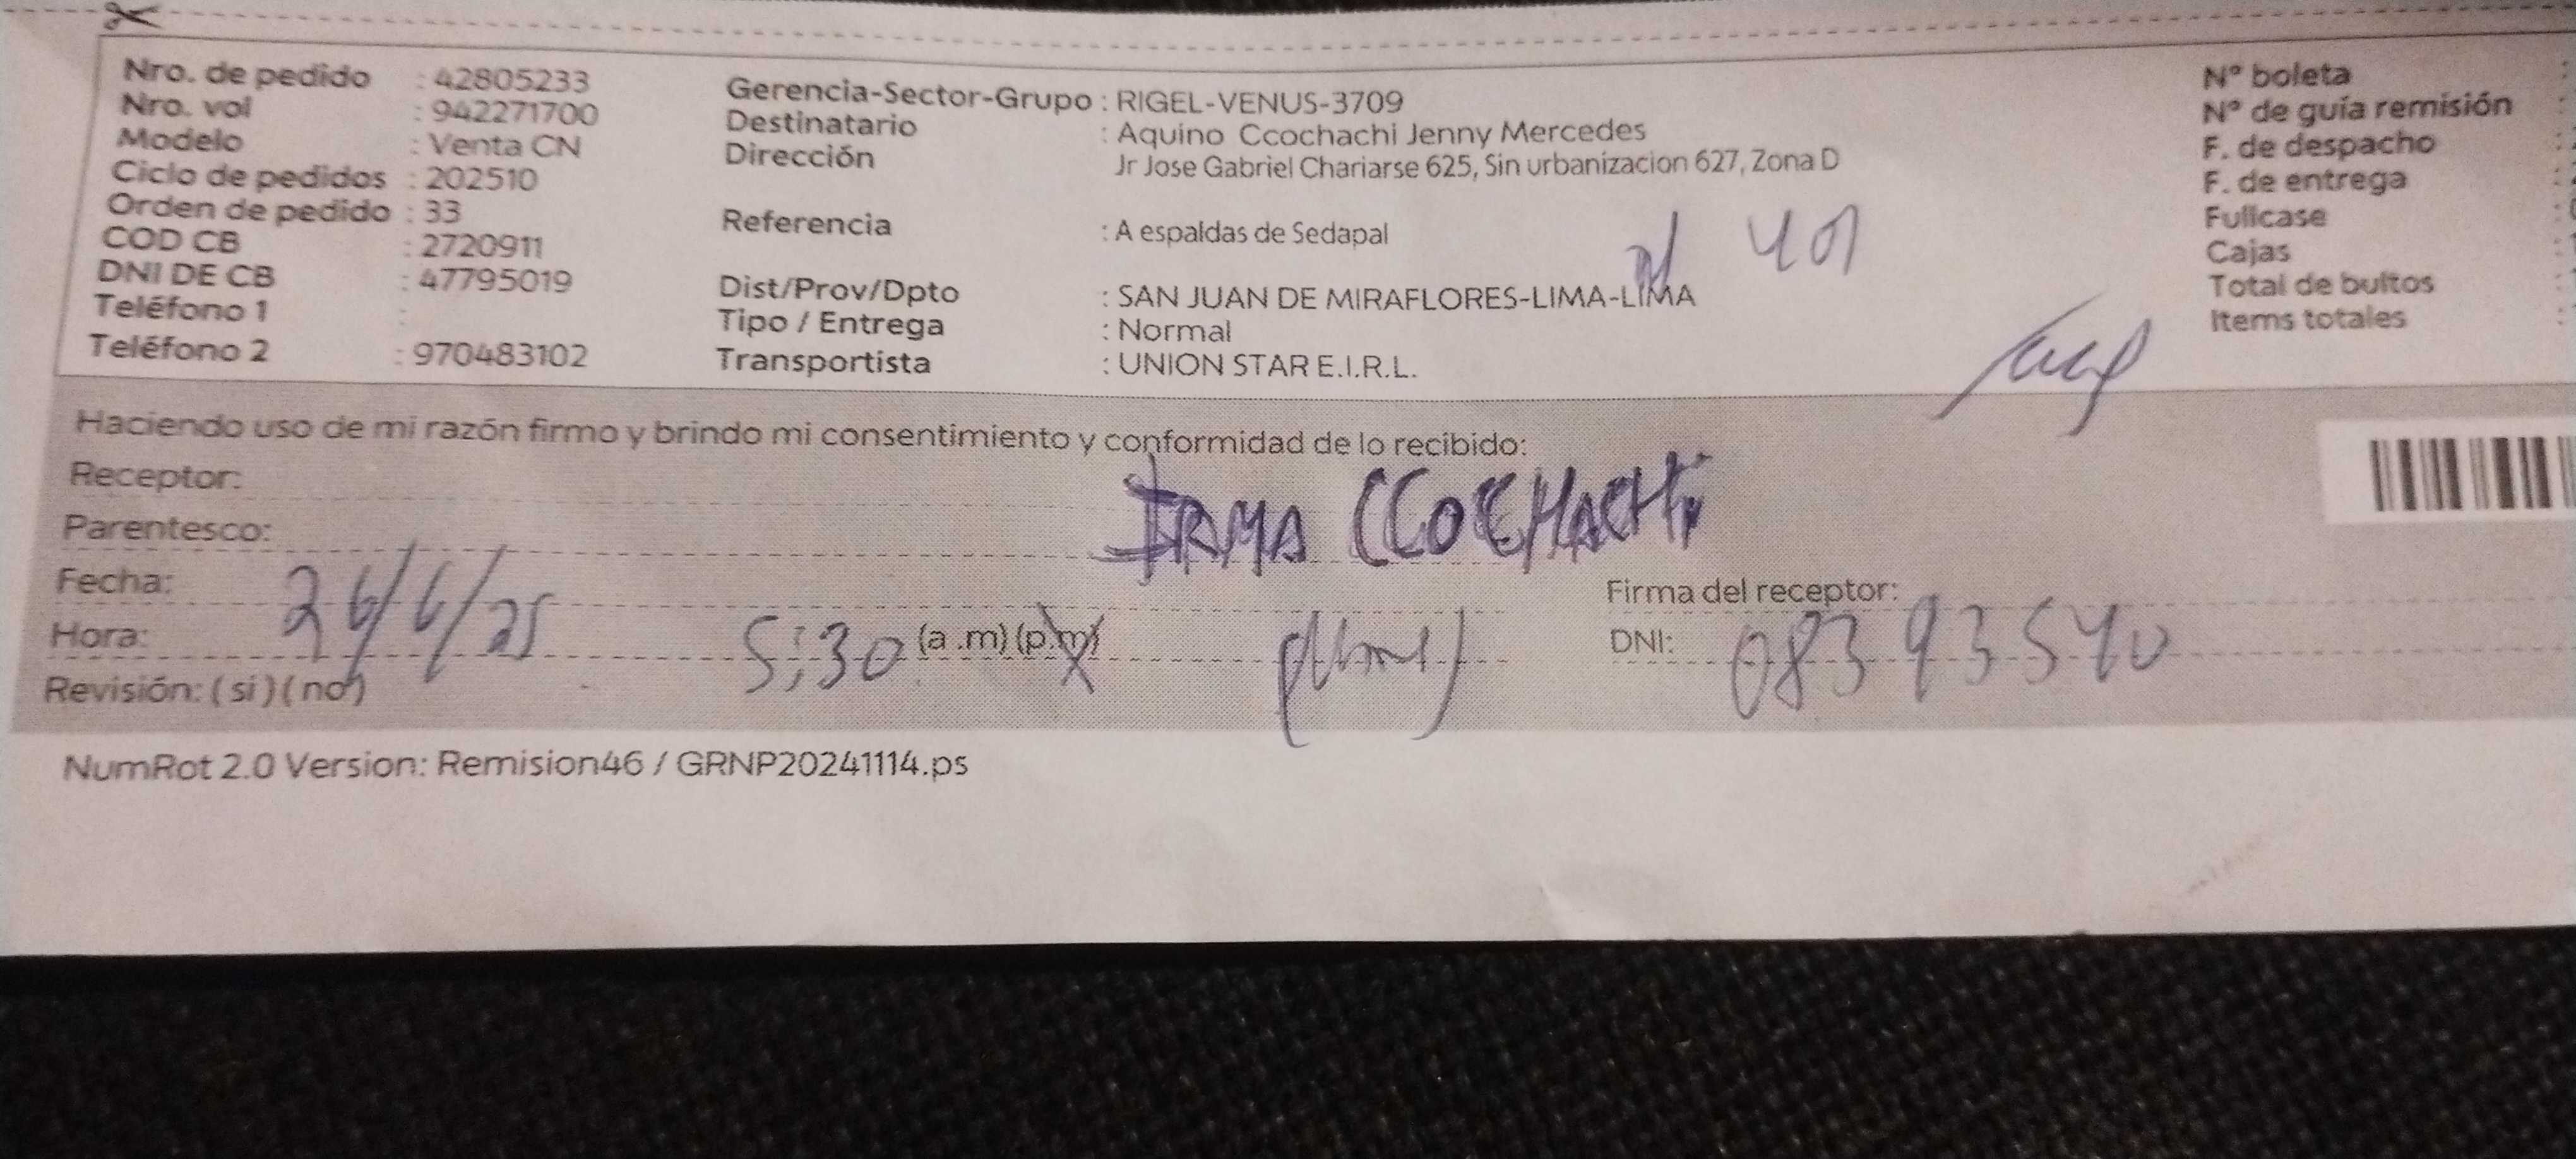 Nro. de pedido : 42805233
Nro. vol : 942271700
Modelo : Venta CN
Ciclo de pedidos : 202510
Orden de pedido : 33
COD CB : 2720911
DNI DE CB : 47795019
Teléfono 1 :
Teléfono 2 : 970483102
Gerencia-Sector-Grupo : RIGEL-VENUS-3709
Destinatario : Aquino Ccochachi Jenny Mercedes
Dirección Jr Jose Gabriel Chariarse 625, Sin urbanizacion 627, Zona D
Referencia : A espaldas de Sedapal
401
Dist/Prov/Dpto : SAN JUAN DE MIRAFLORES-LIMA-LIMA
Tipo / Entrega : Normal
Transportista : UNION STAR E.I.R.L.
N° boleta :
N° de guía remisión :
F. de despacho :
F. de entrega :
Fullcase :
Cajas :
Total de bultos :
Items totales :
Haciendo uso de mi razón firmo y brindo mi consentimiento y conformidad de lo recibido:
Receptor:
IRMA CCOCHACHI
Parentesco:
Fecha: 26/6/25
Hora: 5:30 (a .m) (p.m)
Revisión: ( si ) ( no )
Firma del receptor:
DNI: 08393540
NumRot 2.0 Version: Remision46 / GRNP20241114.ps